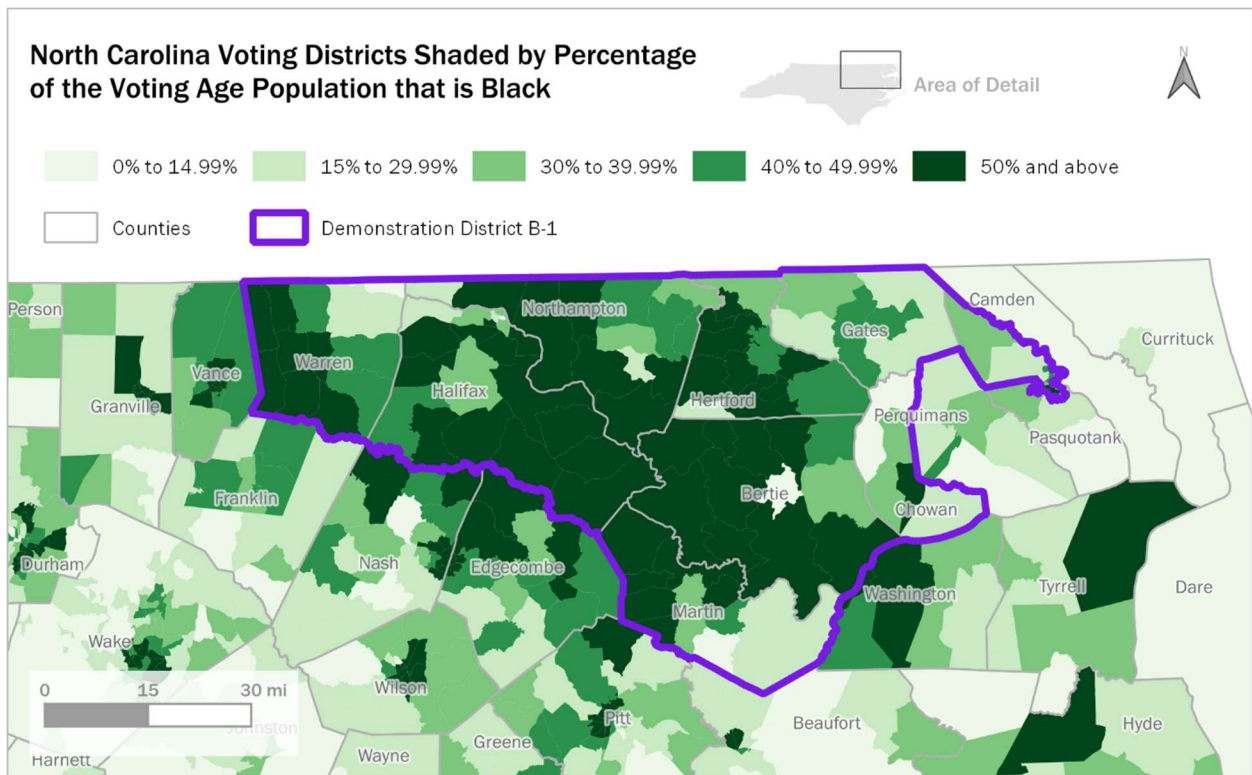 North Carolina Voting Districts Shaded by Percentage
of the Voting Age Population that is Black
N
Area of Detail
0% to 14.99%
15% to 29.99%
30% to 39.99%
40% to 49.99%
50% and above
Counties
Demonstration District B-1
Person
Granville
Vance
Warren
Halifax
Northampton
Hertford
Gates
Camden
Currituck
Perquimans
Pasquotank
Franklin
Nash
Edgecombe
Bertie
Chowan
Durham
Wake
Martin
Washington
Tyrrell
Dare
Wilson
Pitt
Beaufort
Hyde
0 15 30 mi
Johnston
Wayne
Greene
Harnett